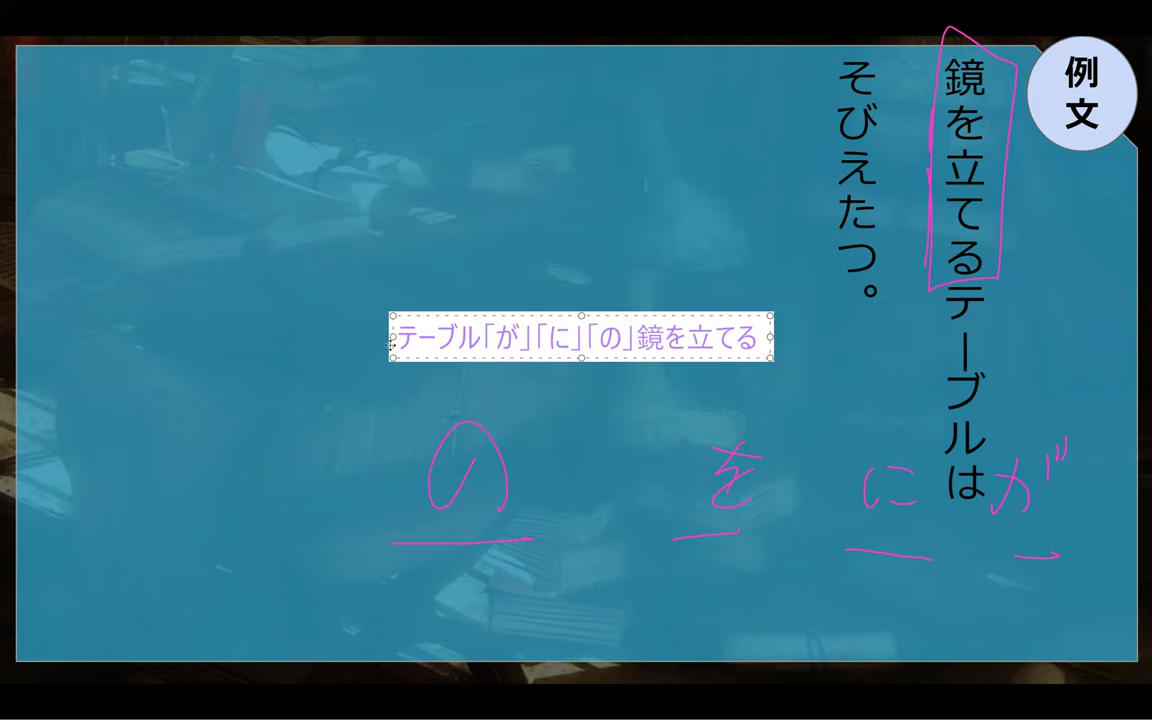 例文
鏡を立てるテーブルは
そびえたつ。
テーブル「が」「に」「の」鏡を立てる
が
に
を
の